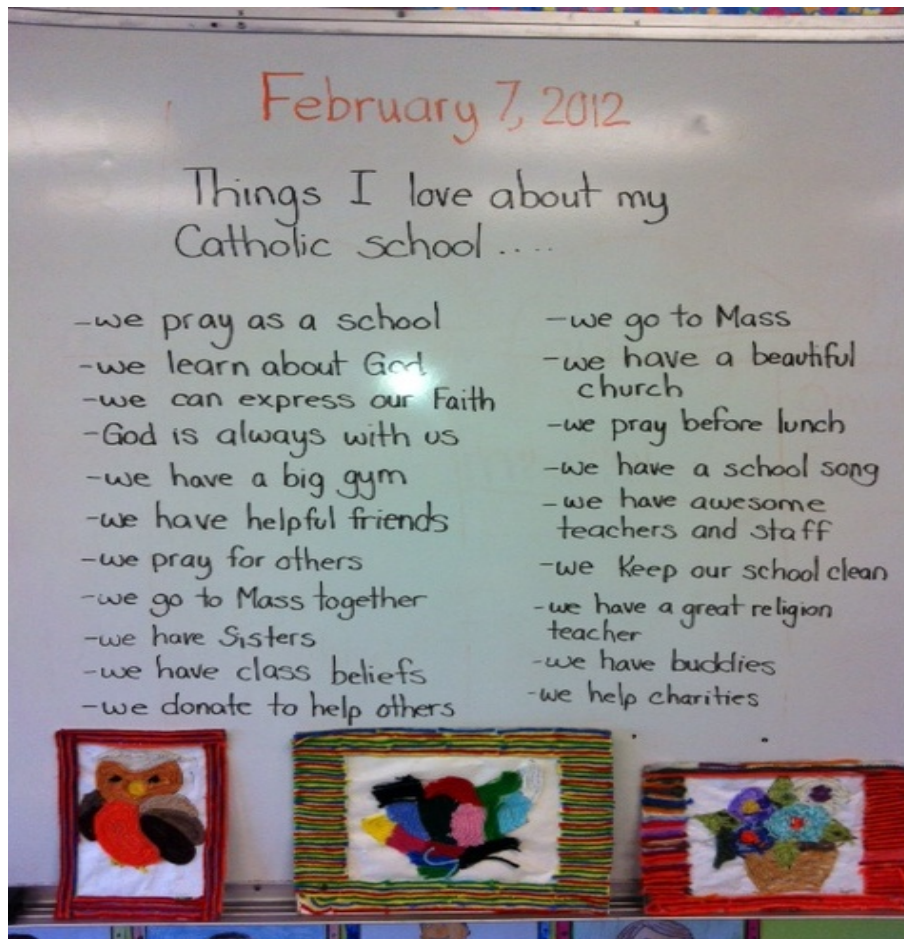 February 7, 2012
Things I love about my
Catholic school ....
-we pray as a school
-we learn about God
-we can express our Faith
-God is always with us
-we have a big gym
-we have helpful friends
-we pray for others
-we go to Mass together
-we have Sisters
-we have class beliefs
-we donate to help others
-we go to Mass
-we have a beautiful
church
-we pray before lunch
-we have a school song
-we have awesome
teachers and staff
-we Keep our school clean
-we have a great religion
teacher
-we have buddies
-we help charities